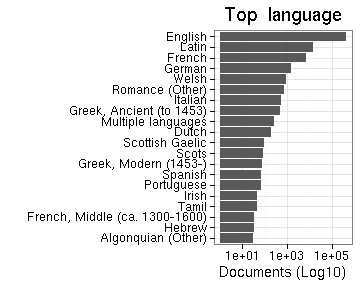 Top language
English
Latin
French
German
Welsh
Romance (Other)
Italian
Greek, Ancient (to 1453)
Multiple languages
Dutch
Scottish Gaelic
Scots
Greek, Modern (1453-)
Spanish
Portuguese
Irish
Tamil
French, Middle (ca. 1300-1600)
Hebrew
Algonquian (Other)
1e+01 1e+03 1e+05
Documents (Log10)